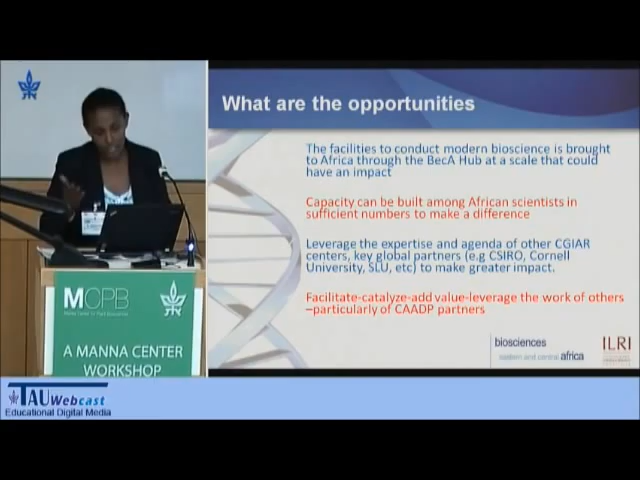 What are the opportunities
The facilities to conduct modern bioscience is brought
to Africa through the BecA Hub at a scale that could
have an impact
Capacity can be built among African scientists in
sufficient numbers to make a difference
Leverage the expertise and agenda of other CGIAR
centers, key global partners (e.g CSIRO, Cornell
University, SLU, etc) to make greater impact.
Facilitate-catalyze-add value-leverage the work of others
–particularly of CAADP partners
biosciences
eastern and central africa
ILRI
MCPB
Manna Center for Plant Biosciences
A MANNA CENTER
WORKSHOP
TAU Webcast
Educational Digital Media